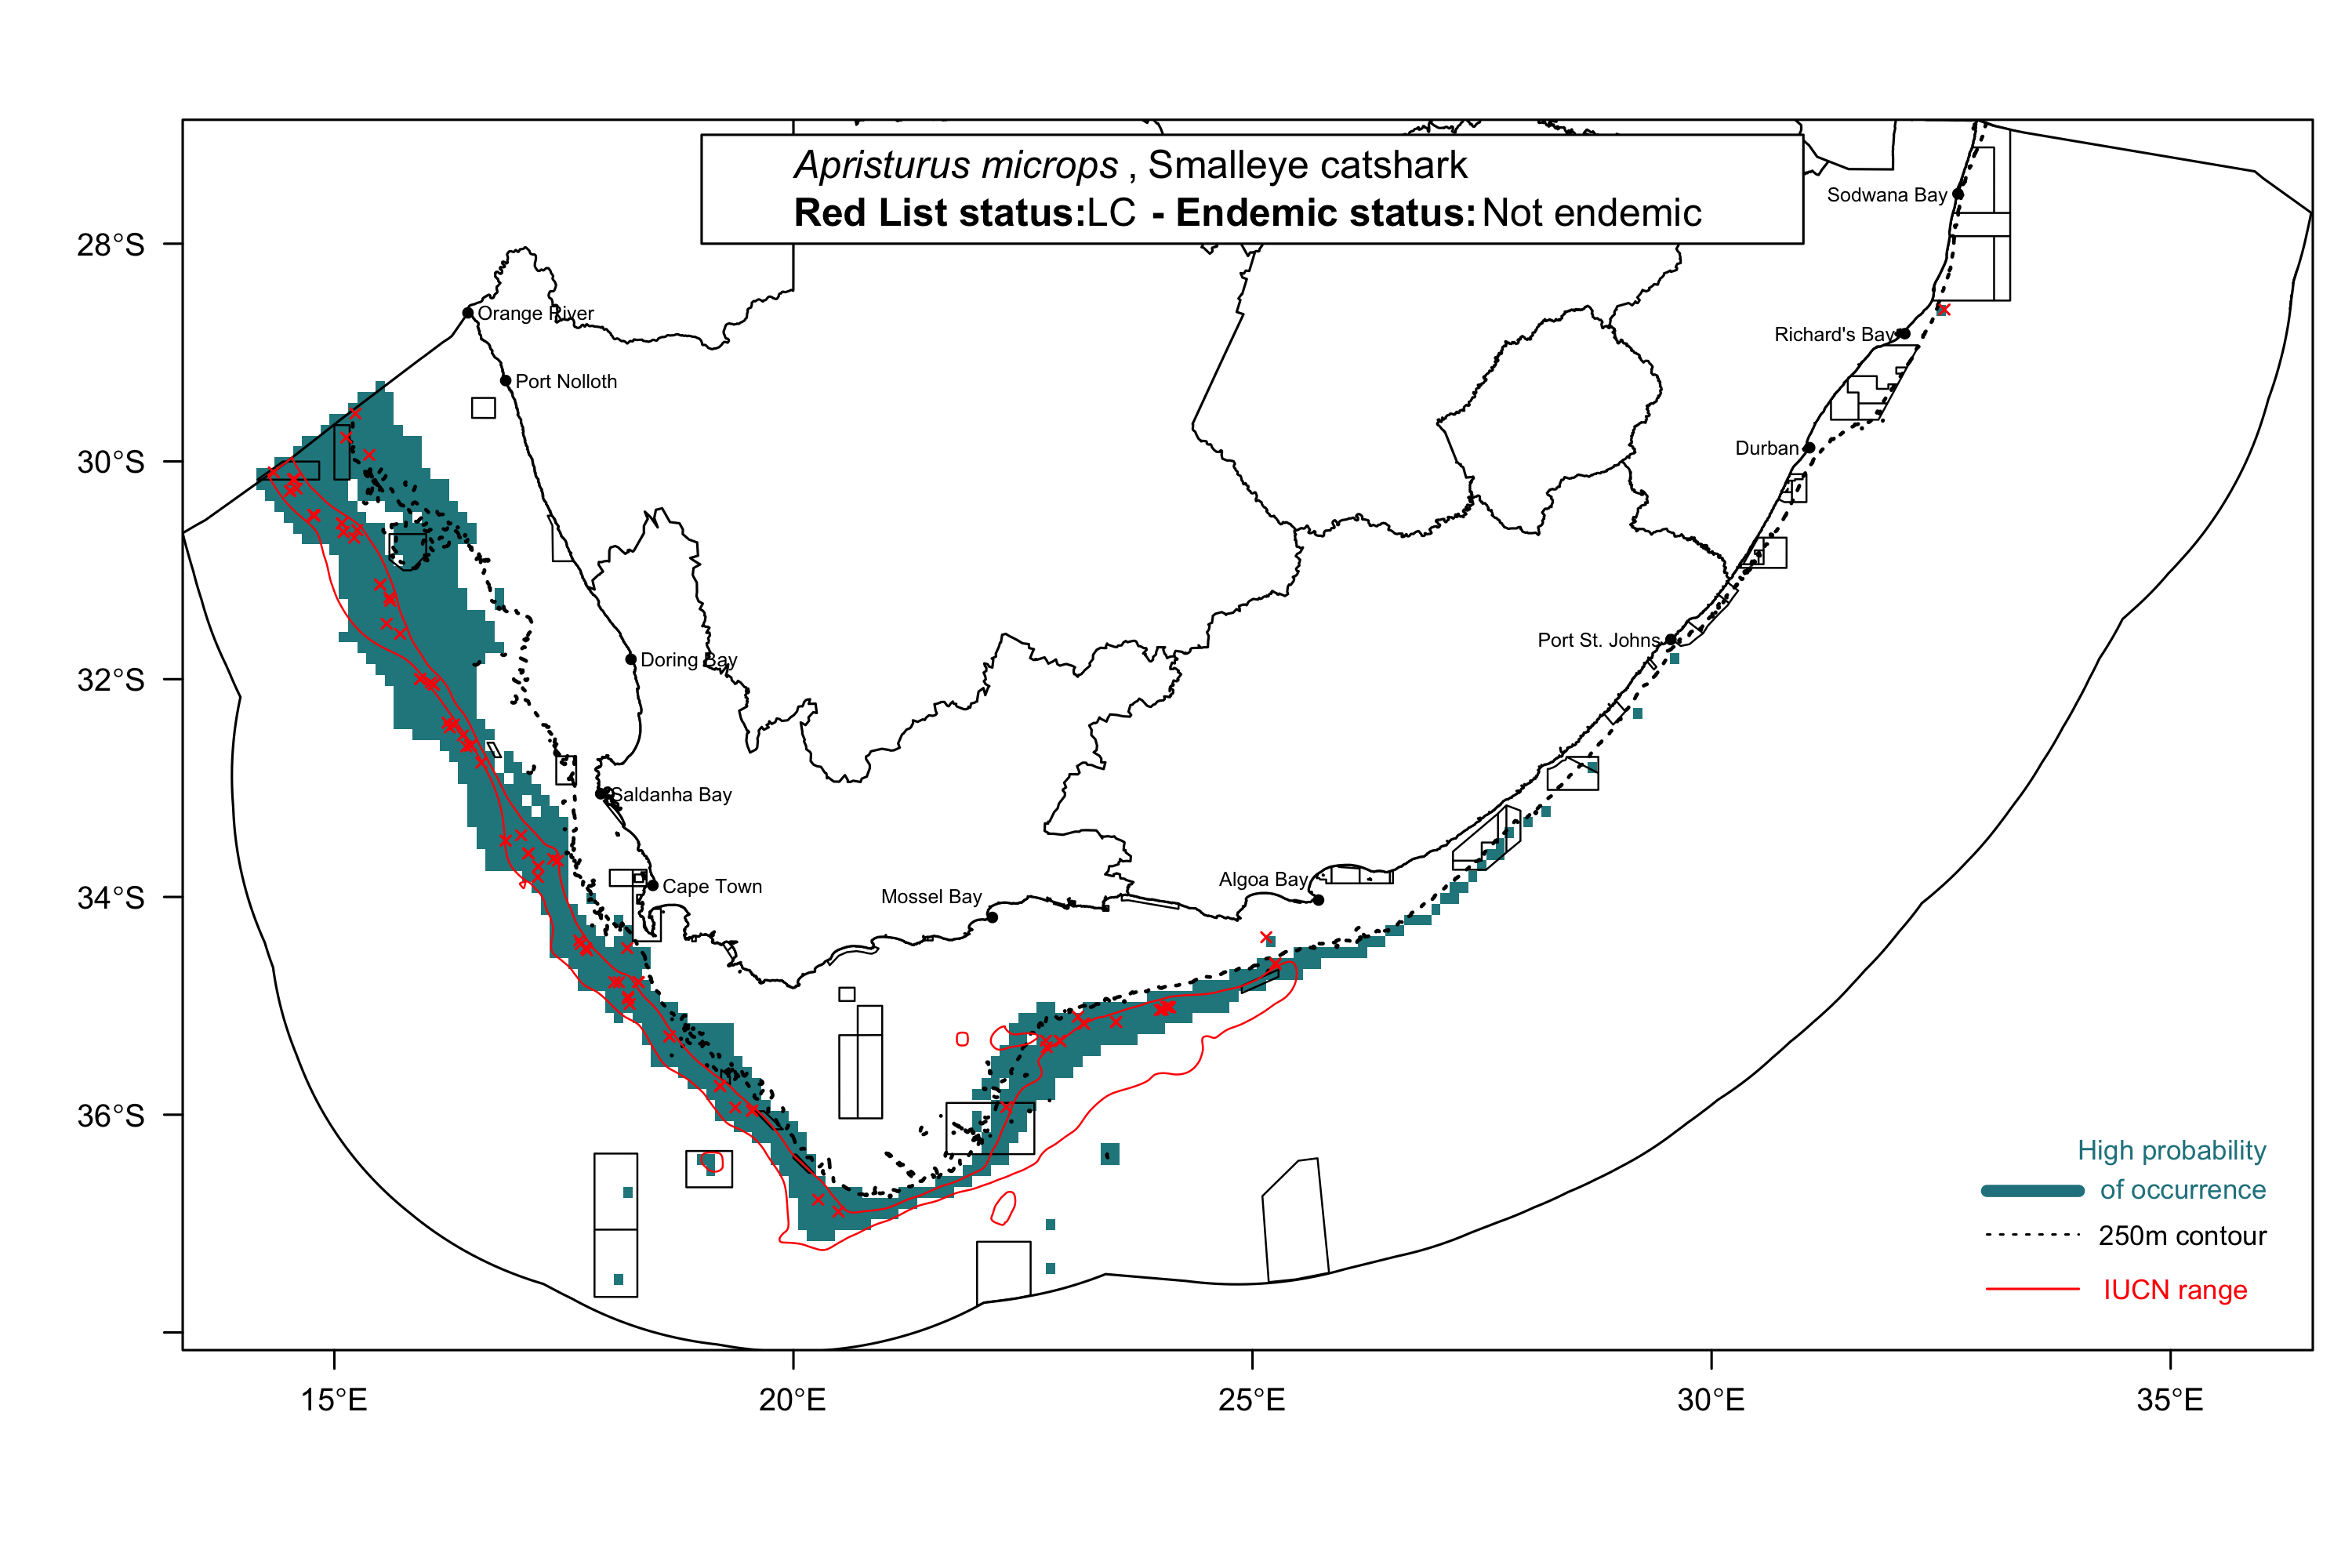 Apristurus microps , Smalleye catshark
Red List status:LC - Endemic status:Not endemic
Sodwana Bay
28°S
Orange River
Richard's Bay
Port Nolloth
Durban
30°S
Port St. Johns
Doring Bay
32°S
Saldanha Bay
Algoa Bay
Cape Town
Mossel Bay
34°S
36°S
High probability
of occurrence
250m contour
IUCN range
15°E
20°E
25°E
30°E
35°E